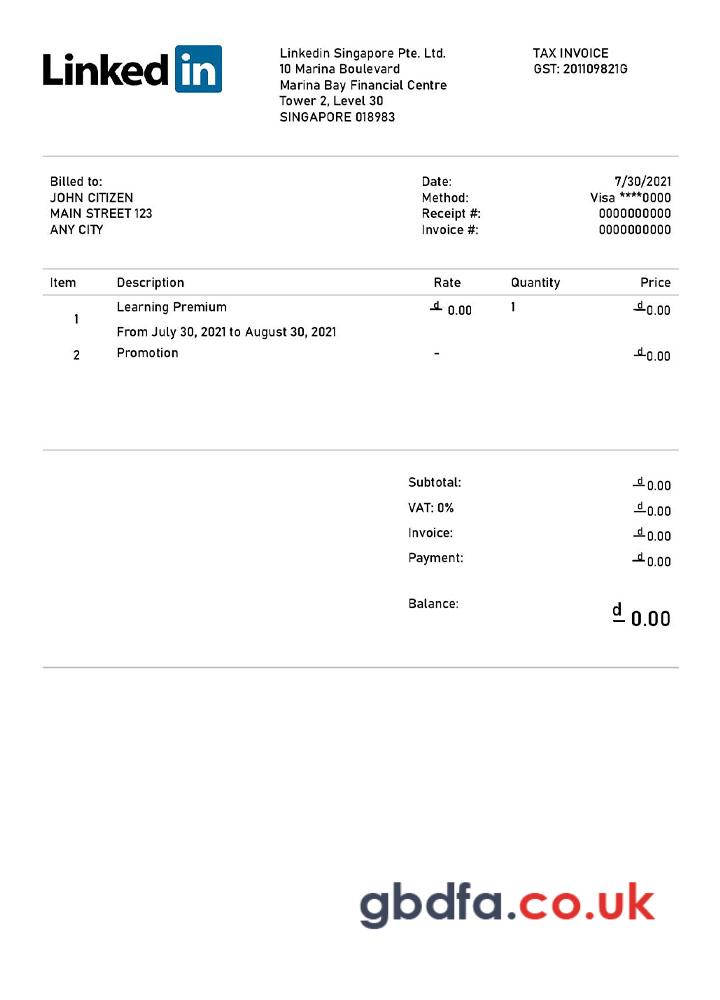 Linked in
Linkedin Singapore Pte. Ltd.
10 Marina Boulevard
Marina Bay Financial Centre
Tower 2, Level 30
SINGAPORE 018983
TAX INVOICE
GST: 201109821G
Billed to:
JOHN CITIZEN
MAIN STREET 123
ANY CITY
Date: 7/30/2021
Method: Visa ****0000
Receipt #: 0000000000
Invoice #: 0000000000
Item Description Rate Quantity Price
1 Learning Premium ₫ 0.00 1 ₫0.00
From July 30, 2021 to August 30, 2021
2 Promotion - ₫0.00
Subtotal: ₫0.00
VAT: 0% ₫0.00
Invoice: ₫0.00
Payment: ₫0.00
Balance: ₫ 0.00
gbdfa.co.uk